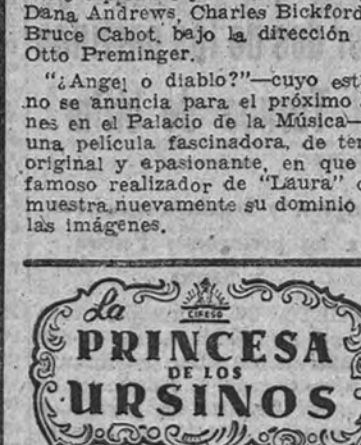 Dana Andrews, Charles Bickford
Bruce Cabot, bajo la dirección
Otto Preminger.
"¿Angel o diablo?"—cuyo est
no se anuncia para el próximo
nes en el Palacio de la Música—
una película fascinadora, de ter
original y apasionante, en que
famoso realizador de "Laura"
muestra nuevamente su dominio
las imágenes.
La
CIFESA
PRINCESA
DE LOS
URSINOS